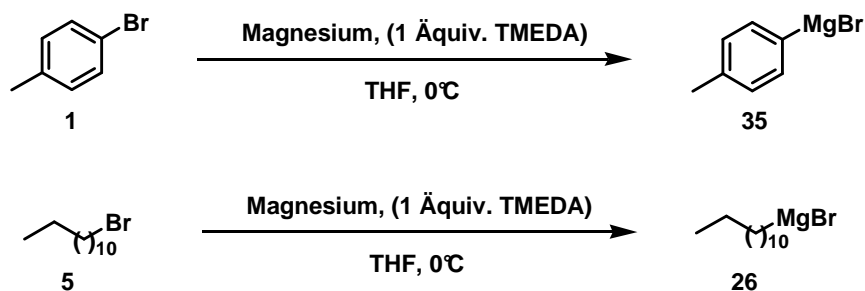 Br
Magnesium, (1 Äquiv. TMEDA)
THF, 0°C
MgBr
1
35
Br
( )10
Magnesium, (1 Äquiv. TMEDA)
THF, 0°C
MgBr
( )10
5
26